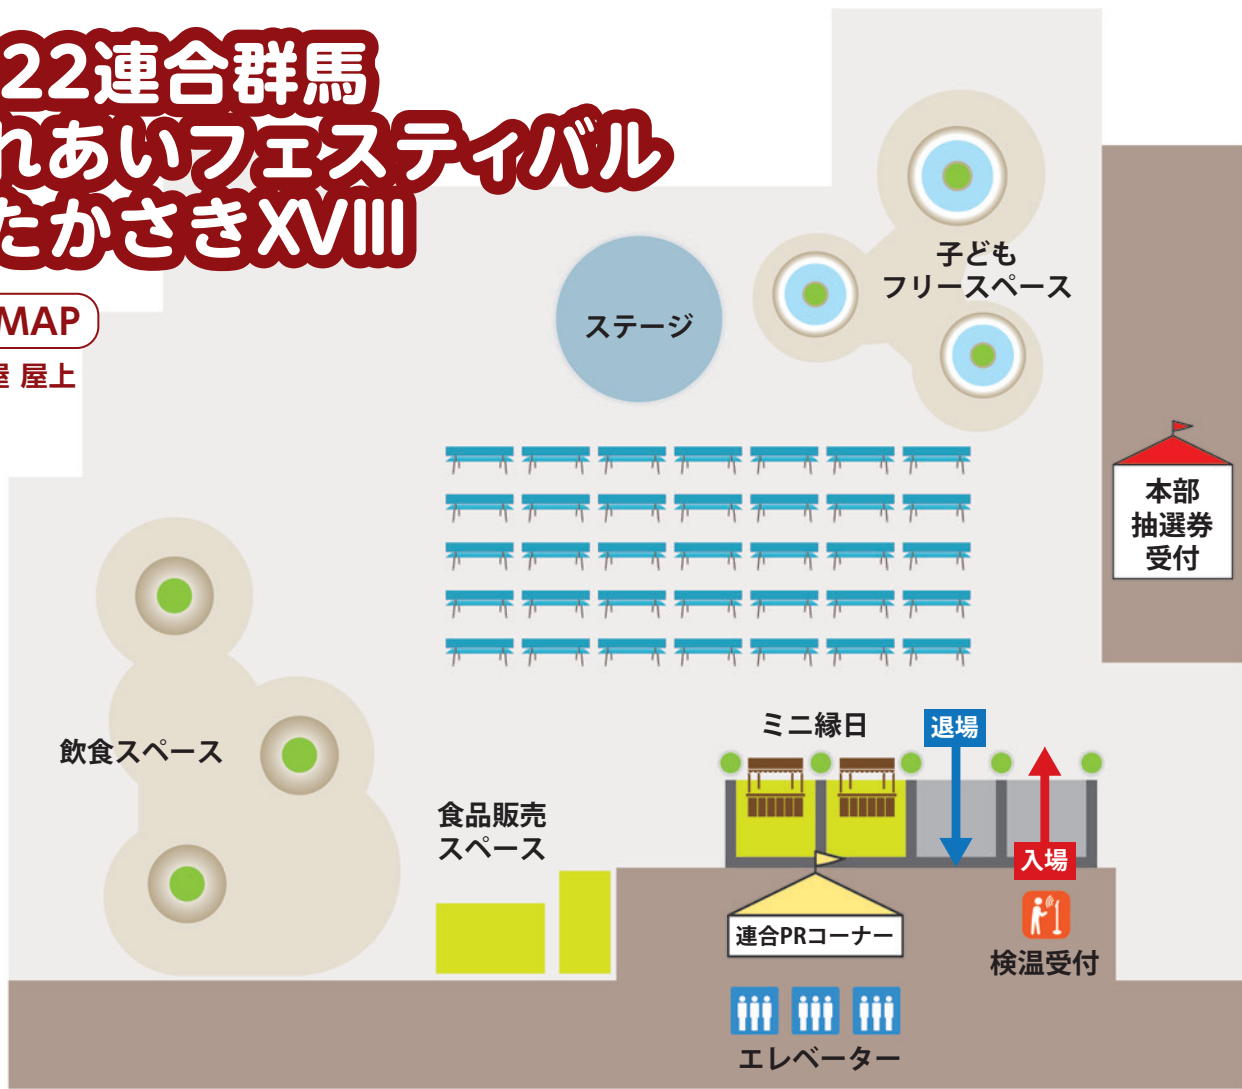 22連合群馬
れあいフェスティバル
たかさきXVIII
MAP
屋上
子ども
フリースペース
ステージ
本部
抽選券
受付
飲食スペース
ミニ縁日
退場
食品販売
スペース
入場
連合PRコーナー
検温受付
エレベーター